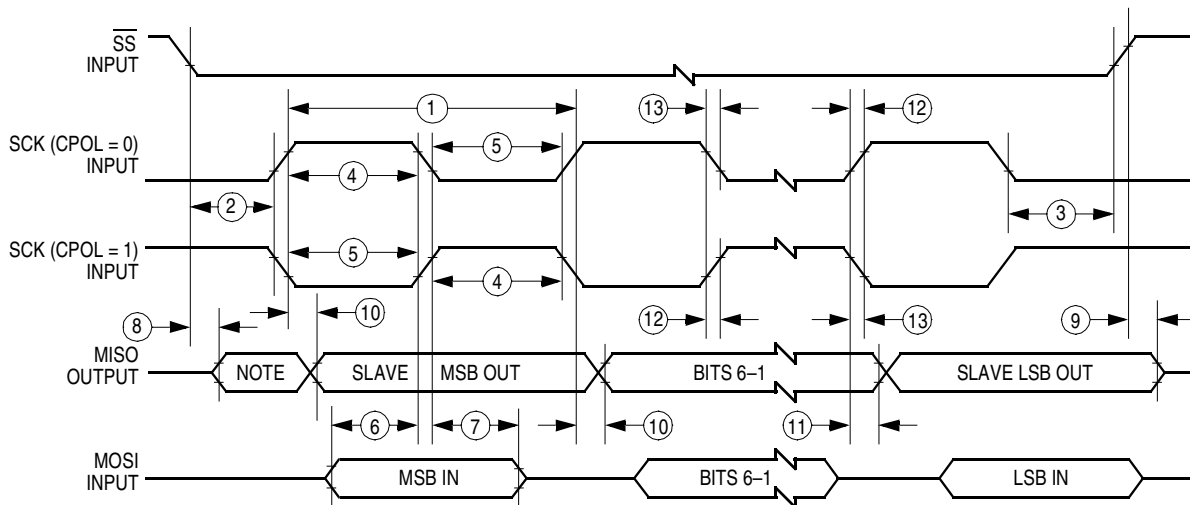 SS
INPUT
1
13
12
SCK (CPOL = 0)
INPUT
5
4
2
3
SCK (CPOL = 1)
INPUT
5
4
8
10
12
13
9
MISO
OUTPUT
NOTE
SLAVE MSB OUT
BITS 6–1
SLAVE LSB OUT
6
7
10
11
MOSI
INPUT
MSB IN
BITS 6–1
LSB IN